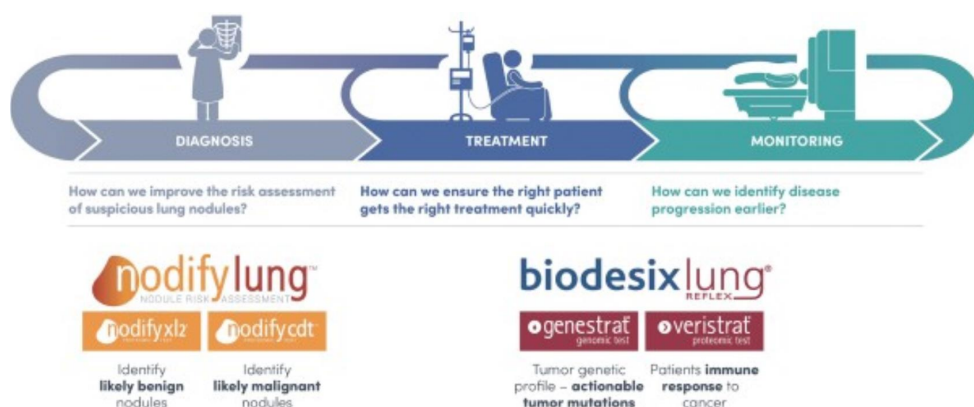 DIAGNOSIS
TREATMENT
MONITORING
How can we improve the risk assessment
of suspicious lung nodules?
How can we ensure the right patient
gets the right treatment quickly?
How can we identify disease
progression earlier?
nodifylung™
NODULE RISK ASSESSMENT
nodifyxl2
nodifycdt
Identify
likely benign
nodules
Identify
likely malignant
nodules
biodesix lung®
REFLEX
genestrat
genomic test
veristrat
proteomic test
Tumor genetic
profile – actionable
tumor mutations
Patients immune
response to
cancer